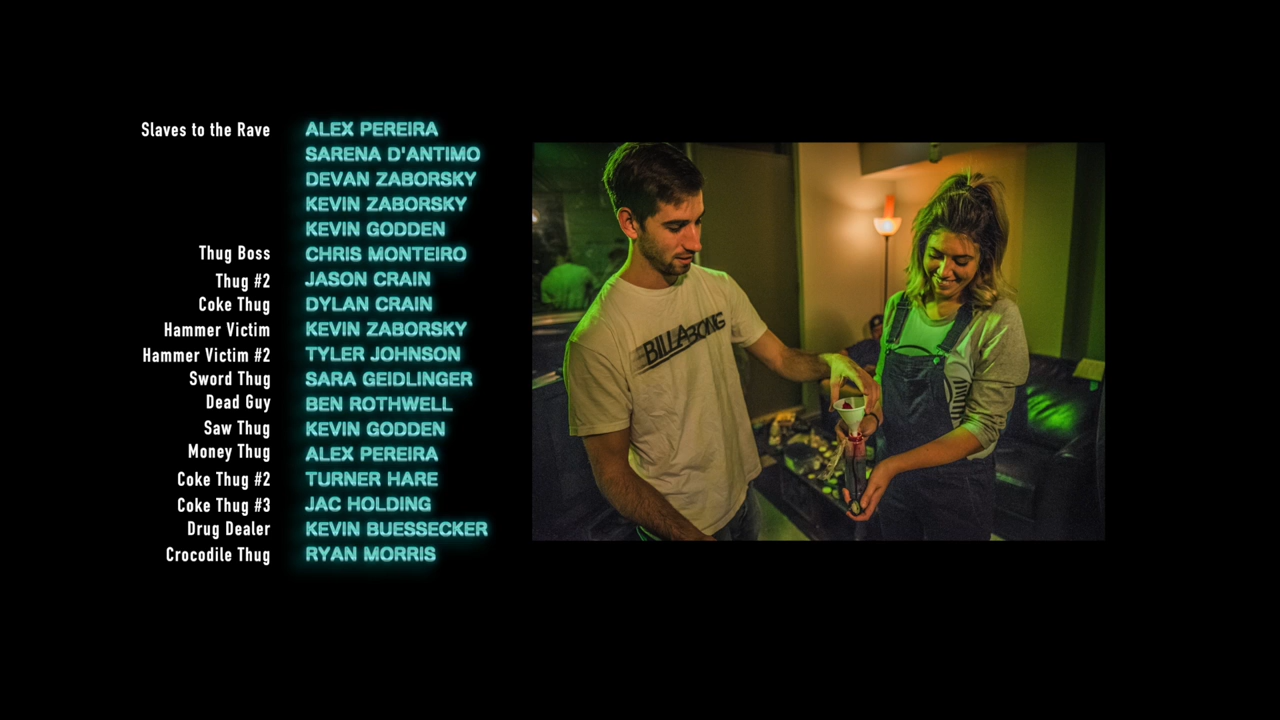 Slaves to the Rave ALEX PEREIRA
SARENA D'ANTIMO
DEVAN ZABORSKY
KEVIN ZABORSKY
KEVIN GODDEN
Thug Boss CHRIS MONTEIRO
Thug #2 JASON CRAIN
Coke Thug DYLAN CRAIN
Hammer Victim KEVIN ZABORSKY
Hammer Victim #2 TYLER JOHNSON
Sword Thug SARA GEIDLINGER
Dead Guy BEN ROTHWELL
Saw Thug KEVIN GODDEN
Money Thug ALEX PEREIRA
Coke Thug #2 TURNER HARE
Coke Thug #3 JAC HOLDING
Drug Dealer KEVIN BUESSECKER
Crocodile Thug RYAN MORRIS
BILLABONG